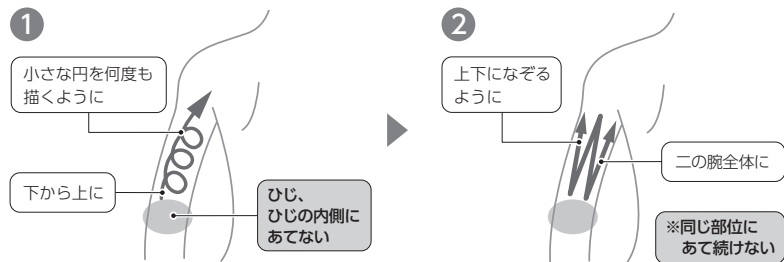 1
小さな円を何度も
描くように
下から上に
ひじ、
ひじの内側に
あてない
2
上下になぞる
ように
二の腕全体に
※同じ部位に
あて続けない